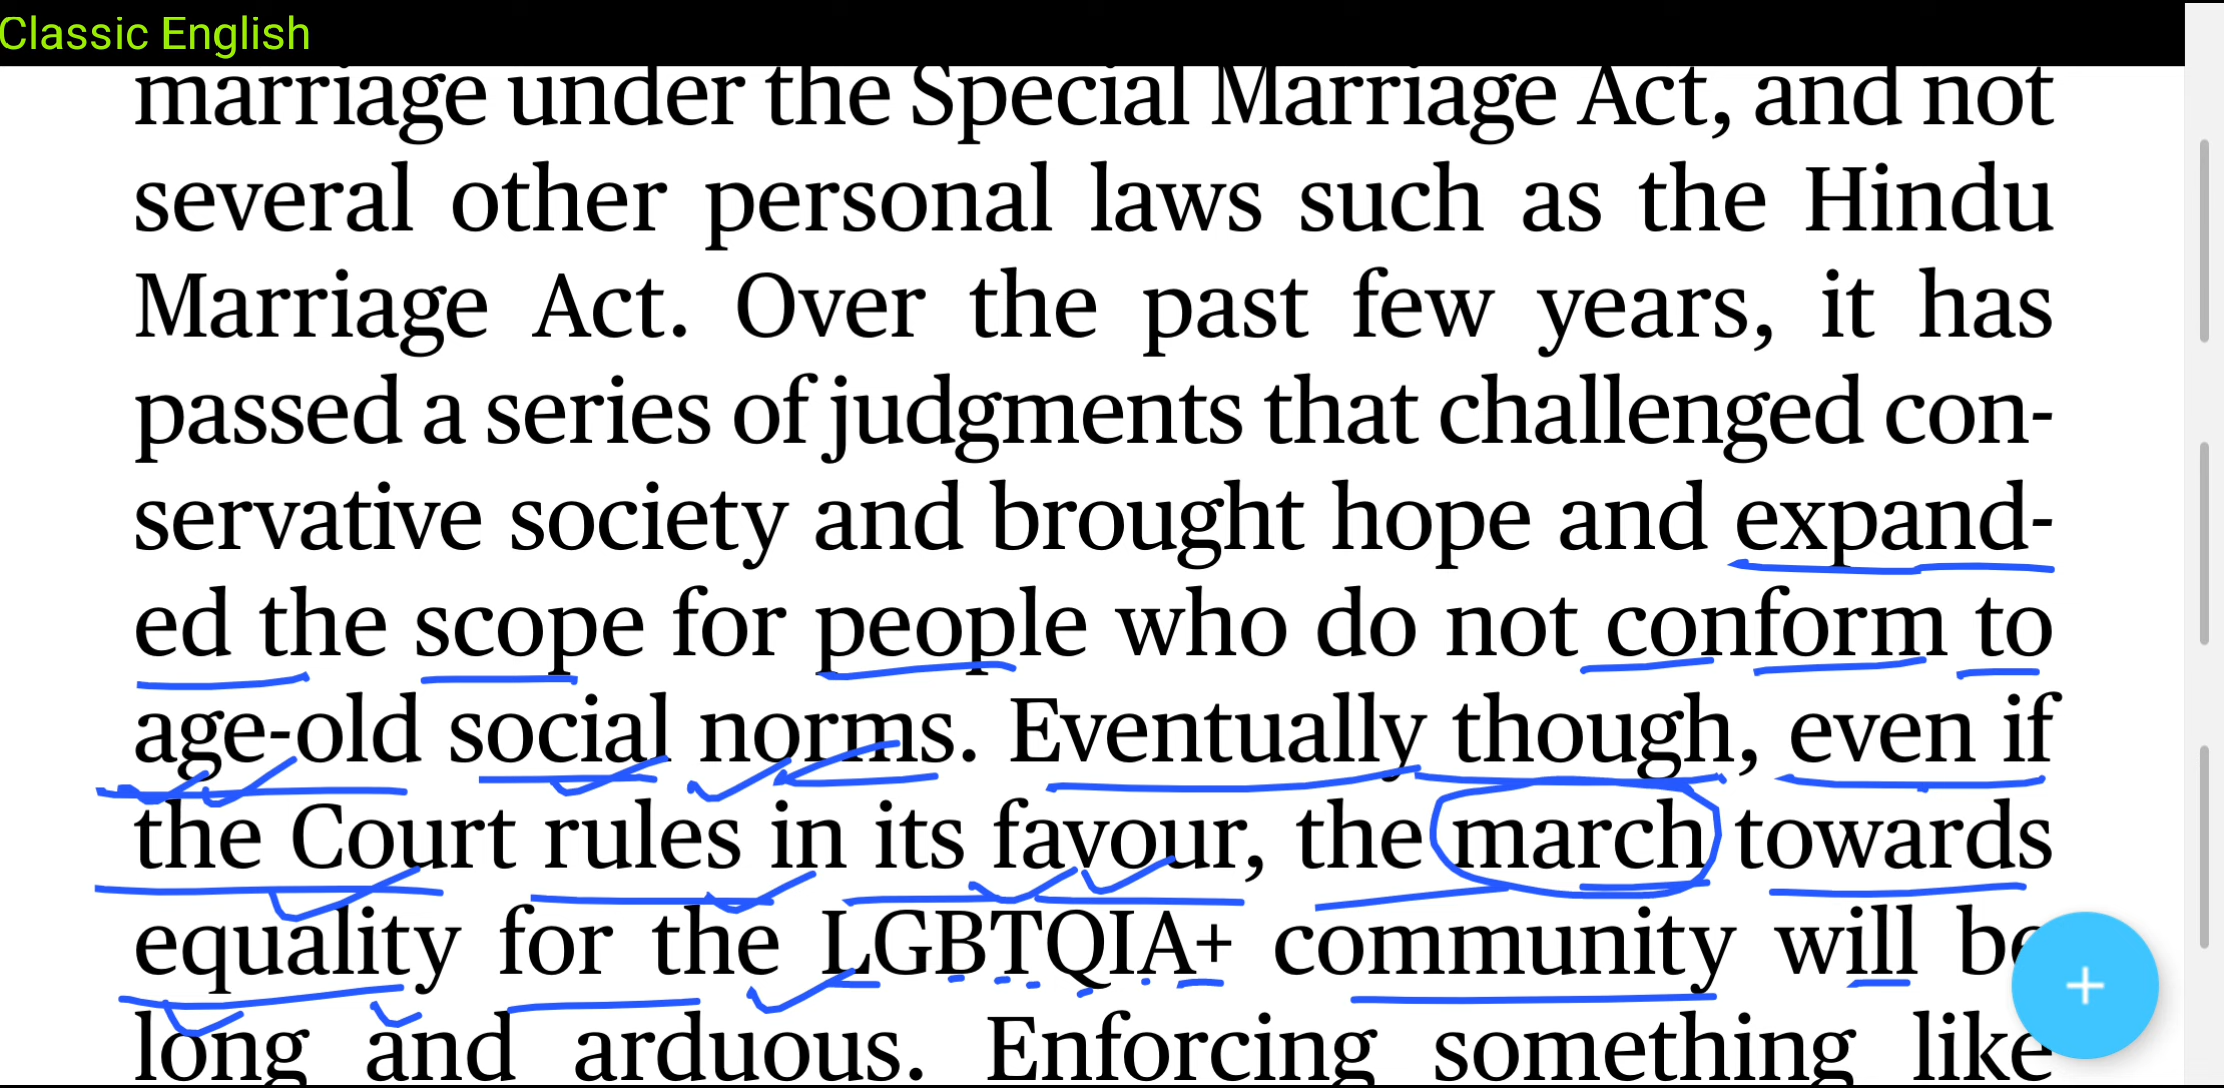 Classic English
marriage under the Special Marriage Act, and not
several other personal laws such as the Hindu
Marriage Act. Over the past few years, it has
passed a series of judgments that challenged con-
servative society and brought hope and expand-
ed the scope for people who do not conform to
age-old social norms. Eventually though, even if
the Court rules in its favour, the march towards
equality for the LGBTQIA+ community will be
long and arduous. Enforcing something like